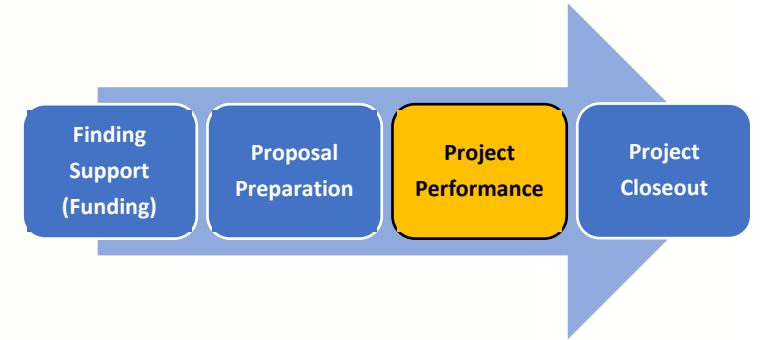 Finding
Support
(Funding)
Proposal
Preparation
Project
Performance
Project
Closeout